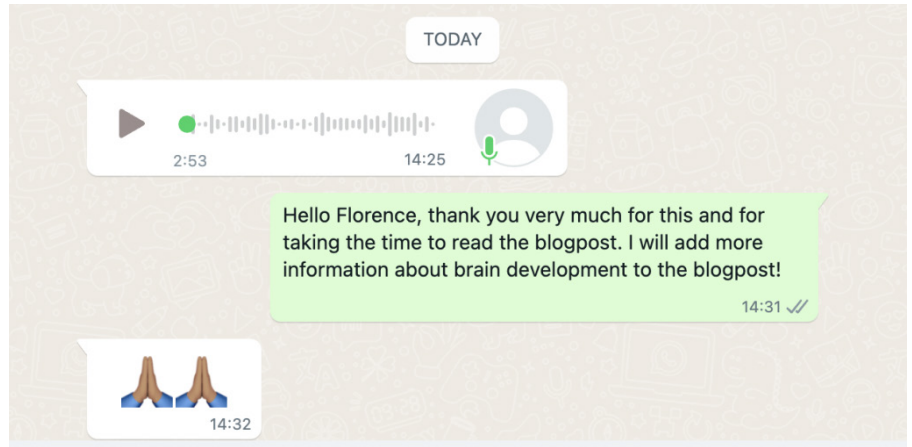 TODAY
2:53 14:25
Hello Florence, thank you very much for this and for
taking the time to read the blogpost. I will add more
information about brain development to the blogpost!
14:31
14:32